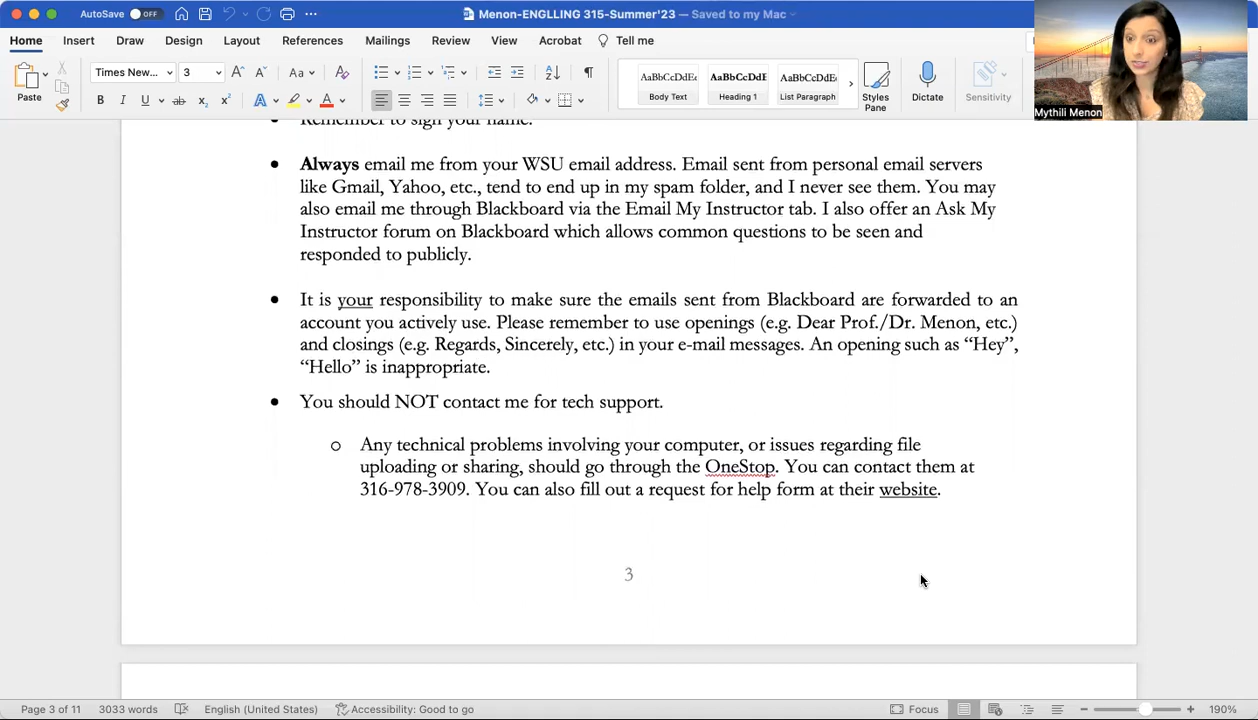 AutoSave OFF
Menon-ENGLLING 315-Summer'23 — Saved to my Mac
Home Insert Draw Design Layout References Mailings Review View Acrobat Tell me
Paste
Times New... 3
Aa
B I U ab x₂ x² A A
AaBbCcDdEe AaBbCcDdE AaBbCcDdEe
Body Text Heading 1 List Paragraph
Styles Pane
Dictate
Sensitivity
Mythili Menon
• Remember to sign your name.
• Always email me from your WSU email address. Email sent from personal email servers
like Gmail, Yahoo, etc., tend to end up in my spam folder, and I never see them. You may
also email me through Blackboard via the Email My Instructor tab. I also offer an Ask My
Instructor forum on Blackboard which allows common questions to be seen and
responded to publicly.
• It is your responsibility to make sure the emails sent from Blackboard are forwarded to an
account you actively use. Please remember to use openings (e.g. Dear Prof./Dr. Menon, etc.)
and closings (e.g. Regards, Sincerely, etc.) in your e-mail messages. An opening such as “Hey”,
“Hello” is inappropriate.
• You should NOT contact me for tech support.
o Any technical problems involving your computer, or issues regarding file
uploading or sharing, should go through the OneStop. You can contact them at
316-978-3909. You can also fill out a request for help form at their website.
3
Page 3 of 11 3033 words English (United States) Accessibility: Good to go Focus 190%